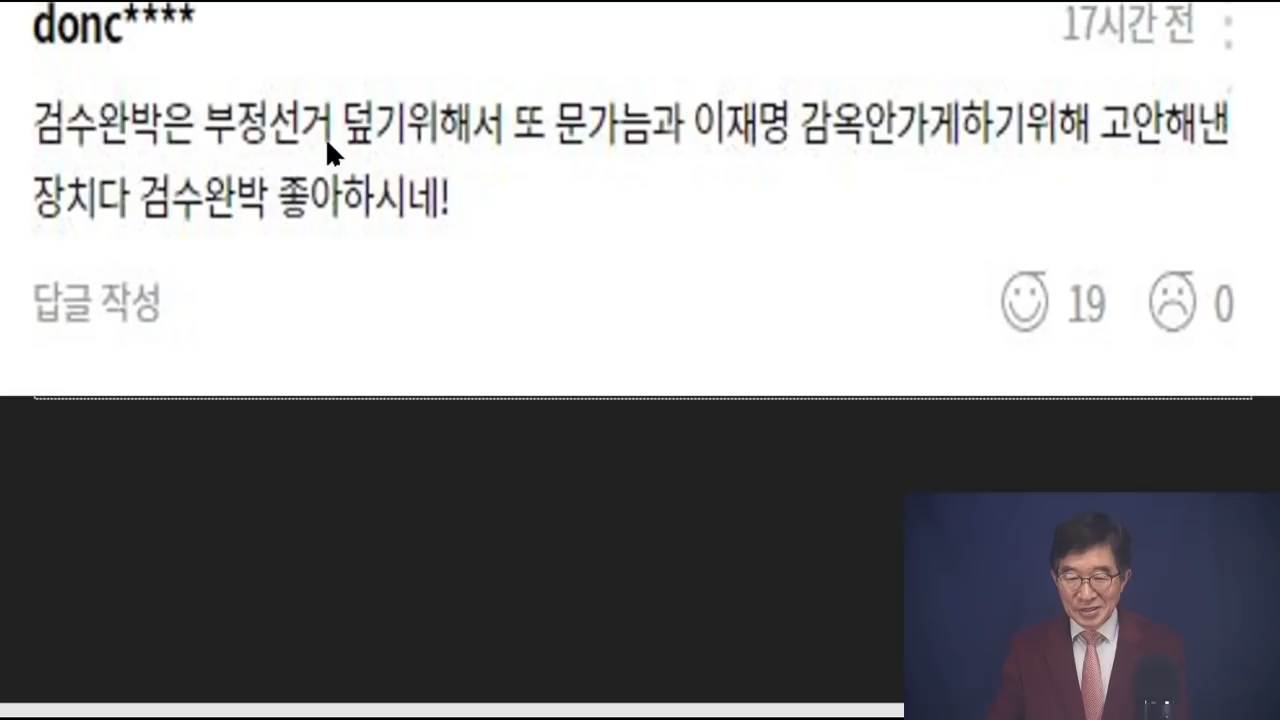 donc****
17시간 전
검수완박은 부정선거 덮기위해서 또 문가늠과 이재명 감옥안가게하기위해 고안해낸
장치다 검수완박 좋아하시네!
답글 작성
19 0